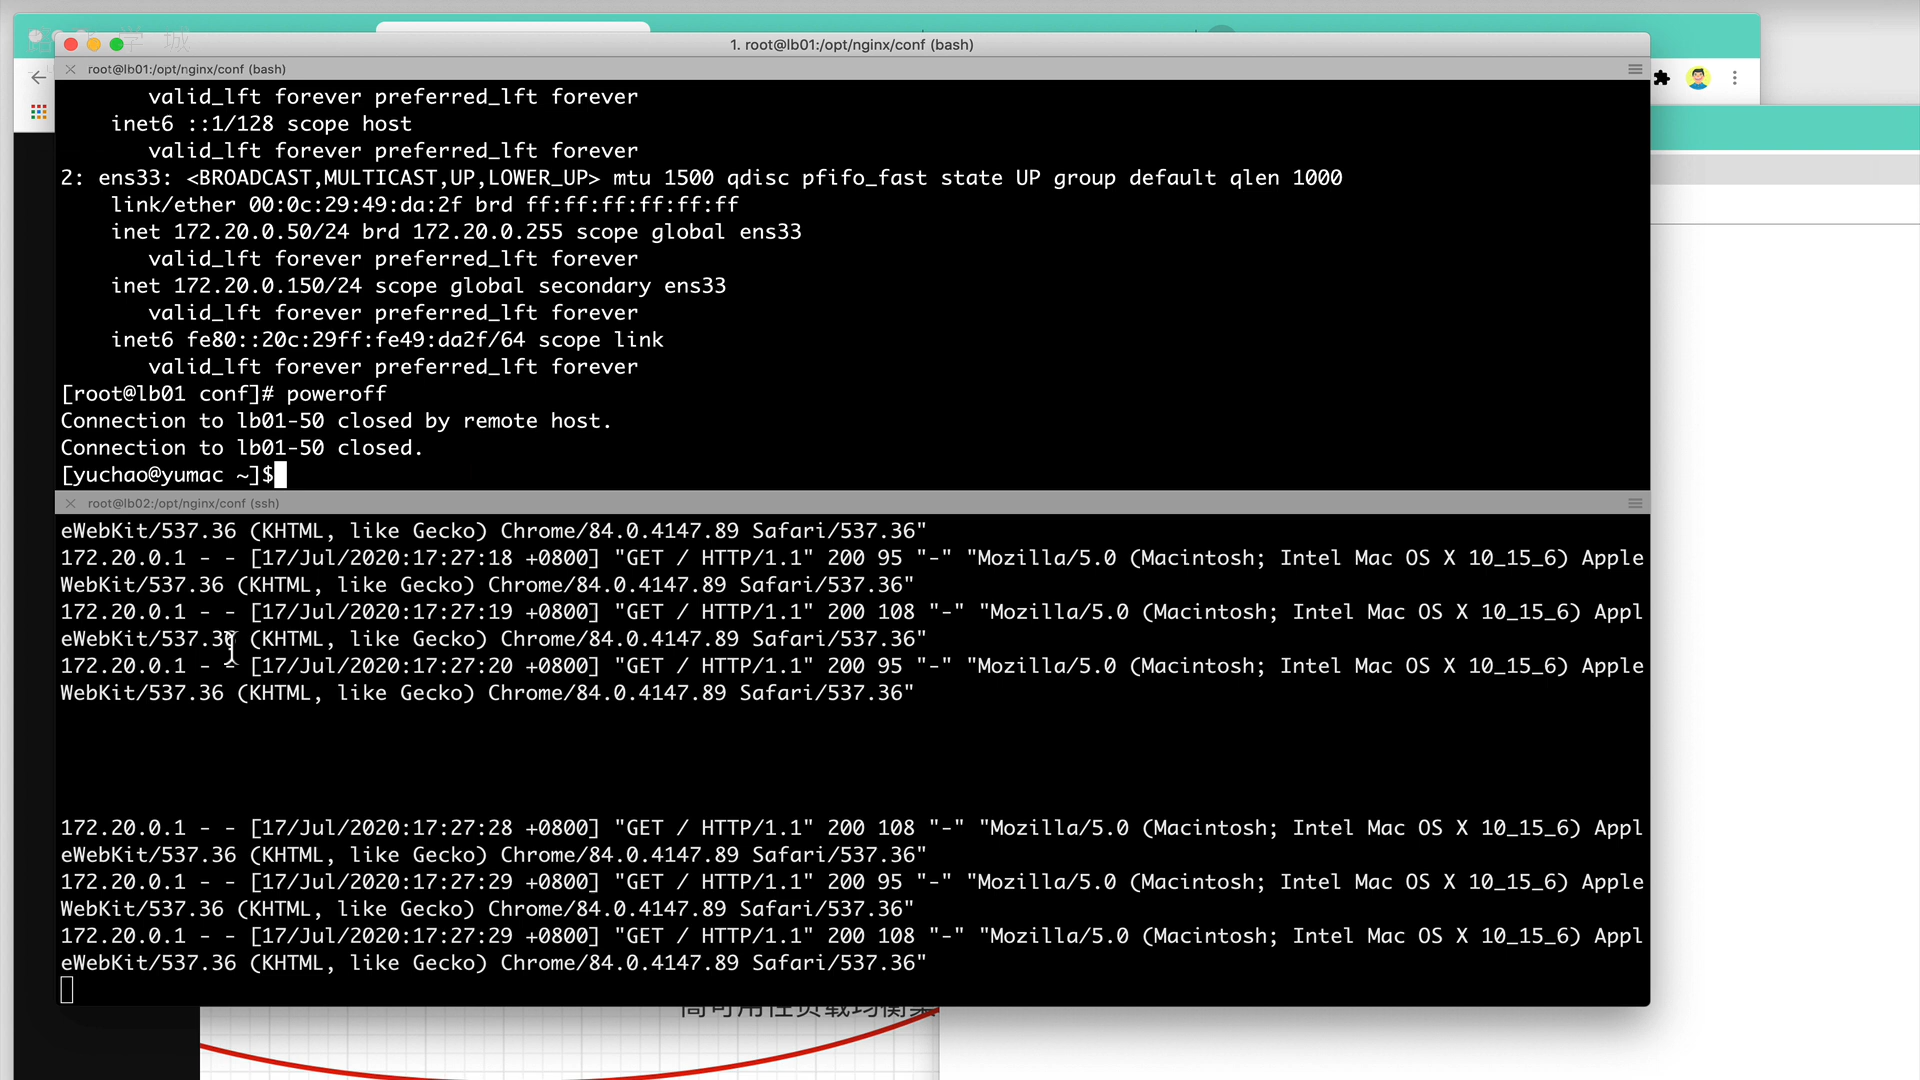 1. root@lb01:/opt/nginx/conf (bash)
root@lb01:/opt/nginx/conf (bash)
valid_lft forever preferred_lft forever
inet6 ::1/128 scope host
valid_lft forever preferred_lft forever
2: ens33: <BROADCAST,MULTICAST,UP,LOWER_UP> mtu 1500 qdisc pfifo_fast state UP group default qlen 1000
link/ether 00:0c:29:49:da:2f brd ff:ff:ff:ff:ff:ff
inet 172.20.0.50/24 brd 172.20.0.255 scope global ens33
valid_lft forever preferred_lft forever
inet 172.20.0.150/24 scope global secondary ens33
valid_lft forever preferred_lft forever
inet6 fe80::20c:29ff:fe49:da2f/64 scope link
valid_lft forever preferred_lft forever
[root@lb01 conf]# poweroff
Connection to lb01-50 closed by remote host.
Connection to lb01-50 closed.
[yuchao@yumac ~]$
root@lb02:/opt/nginx/conf (ssh)
eWebKit/537.36 (KHTML, like Gecko) Chrome/84.0.4147.89 Safari/537.36"
172.20.0.1 - - [17/Jul/2020:17:27:18 +0800] "GET / HTTP/1.1" 200 95 "-" "Mozilla/5.0 (Macintosh; Intel Mac OS X 10_15_6) Apple
WebKit/537.36 (KHTML, like Gecko) Chrome/84.0.4147.89 Safari/537.36"
172.20.0.1 - - [17/Jul/2020:17:27:19 +0800] "GET / HTTP/1.1" 200 108 "-" "Mozilla/5.0 (Macintosh; Intel Mac OS X 10_15_6) Appl
eWebKit/537.36 (KHTML, like Gecko) Chrome/84.0.4147.89 Safari/537.36"
172.20.0.1 - - [17/Jul/2020:17:27:20 +0800] "GET / HTTP/1.1" 200 95 "-" "Mozilla/5.0 (Macintosh; Intel Mac OS X 10_15_6) Apple
WebKit/537.36 (KHTML, like Gecko) Chrome/84.0.4147.89 Safari/537.36"
172.20.0.1 - - [17/Jul/2020:17:27:28 +0800] "GET / HTTP/1.1" 200 108 "-" "Mozilla/5.0 (Macintosh; Intel Mac OS X 10_15_6) Appl
eWebKit/537.36 (KHTML, like Gecko) Chrome/84.0.4147.89 Safari/537.36"
172.20.0.1 - - [17/Jul/2020:17:27:29 +0800] "GET / HTTP/1.1" 200 95 "-" "Mozilla/5.0 (Macintosh; Intel Mac OS X 10_15_6) Apple
WebKit/537.36 (KHTML, like Gecko) Chrome/84.0.4147.89 Safari/537.36"
172.20.0.1 - - [17/Jul/2020:17:27:29 +0800] "GET / HTTP/1.1" 200 108 "-" "Mozilla/5.0 (Macintosh; Intel Mac OS X 10_15_6) Appl
eWebKit/537.36 (KHTML, like Gecko) Chrome/84.0.4147.89 Safari/537.36"
高可用性负载均衡集